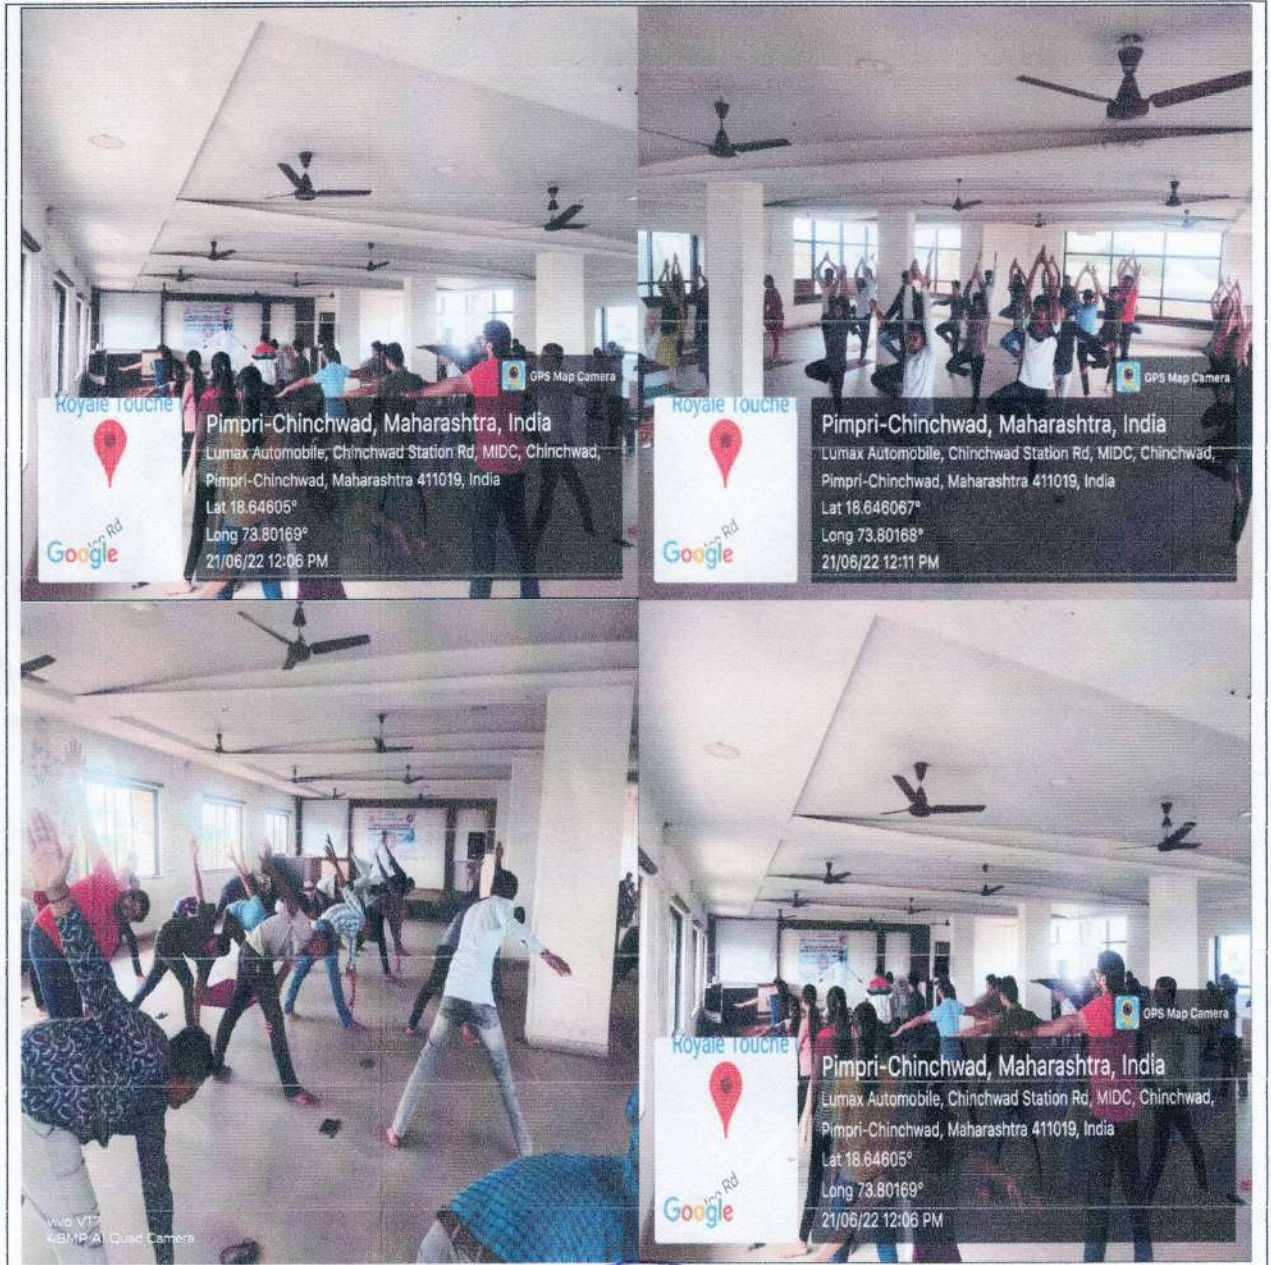 GPS Map Camera
Royale Touche
Pimpri-Chinchwad, Maharashtra, India
Lumax Automobile, Chinchwad Station Rd, MIDC, Chinchwad,
Pimpri-Chinchwad, Maharashtra 411019, India
Lat 18.64605°
Long 73.80169°
21/06/22 12:06 PM
Rd
Google
GPS Map Camera
Royale Touche
Pimpri-Chinchwad, Maharashtra, India
Lumax Automobile, Chinchwad Station Rd, MIDC, Chinchwad,
Pimpri-Chinchwad, Maharashtra 411019, India
Lat 18.646067°
Long 73.80168°
21/06/22 12:11 PM
Rd
Google
vivo V17
48MP AI Quad Camera
GPS Map Camera
Royale Touche
Pimpri-Chinchwad, Maharashtra, India
Lumax Automobile, Chinchwad Station Rd, MIDC, Chinchwad,
Pimpri-Chinchwad, Maharashtra 411019, India
Lat 18.64605°
Long 73.80169°
21/06/22 12:06 PM
Rd
Google